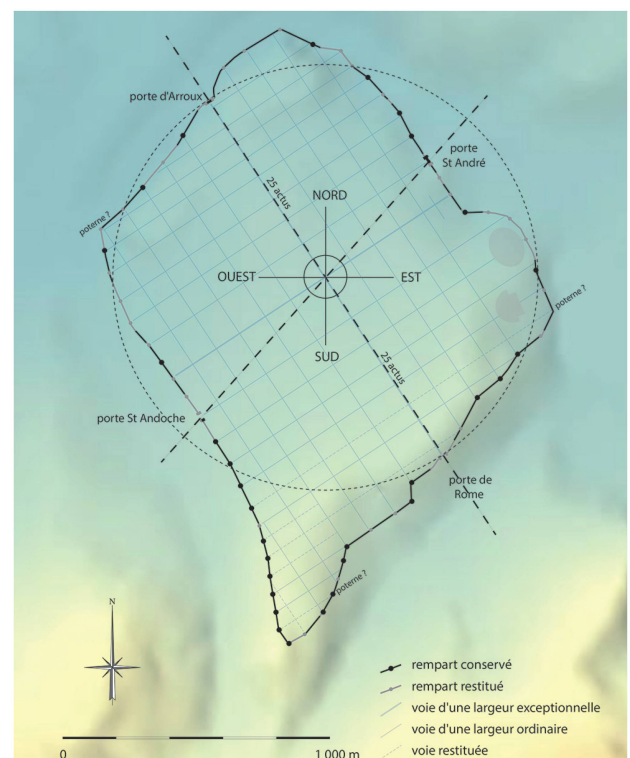 porte d'Arroux
porte
St André
25 actus
NORD
poterne ?
OUEST
EST
poterne ?
SUD
25 actus
porte St Andoche
porte de
Rome
poterne ?
N
rempart conservé
rempart restitué
voie d'une largeur exceptionnelle
voie d'une largeur ordinaire
voie restituée
0
1 000 m